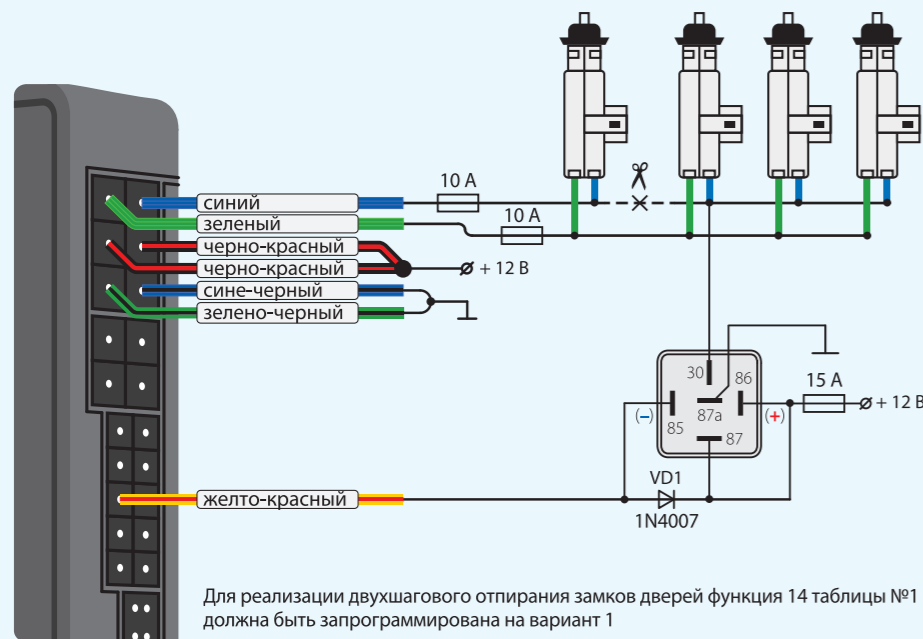 10 А
синий
10 А
зеленый
черно-красный
черно-красный
+ 12 В
сине-черный
зелено-черный
30
86
15 А
87а
(–)
(+)
+ 12 В
85
87
VD1
желто-красный
1N4007
Для реализации двухшагового отпирания замков дверей функция 14 таблицы №1
должна быть запрограммирована на вариант 1